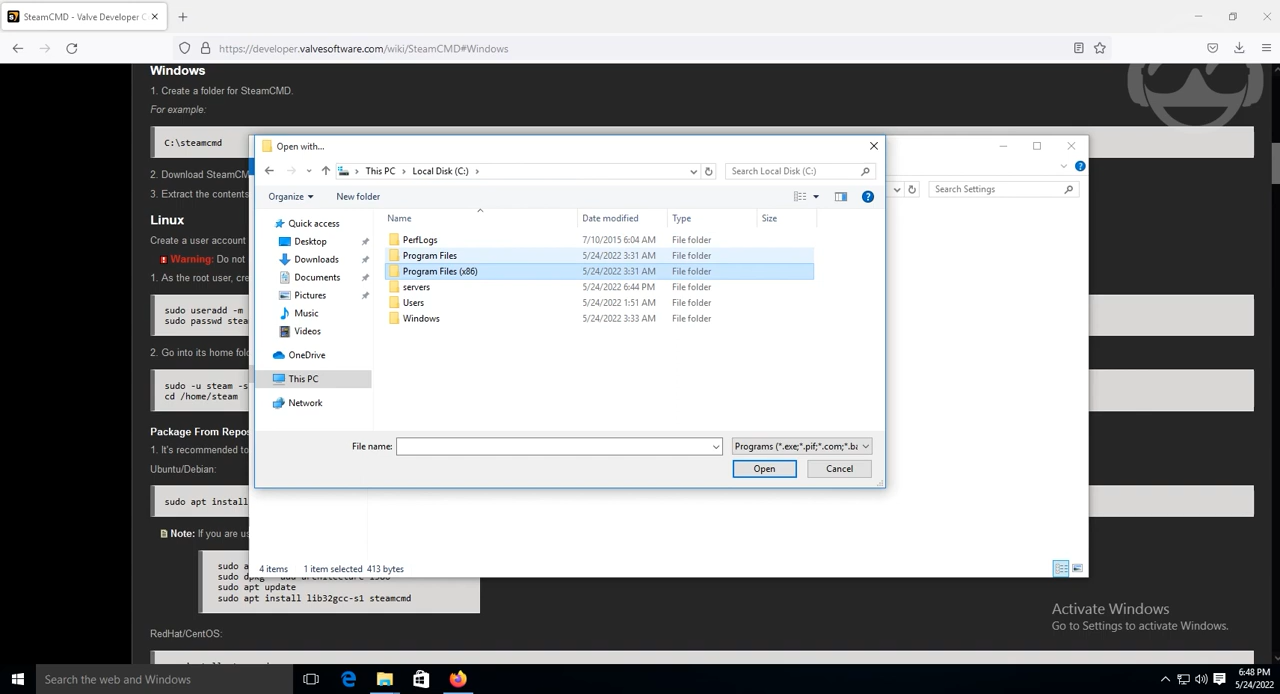 SteamCMD - Valve Developer C
https://developer.valvesoftware.com/wiki/SteamCMD#Windows
Windows
1. Create a folder for SteamCMD.
For example:
C:\steamcmd
2. Download SteamCM
3. Extract the contents
Linux
Create a user account
Warning: Do not
1. As the root user, cre
sudo useradd -m
sudo passwd stea
2. Go into its home fol
sudo -u steam -s
cd /home/steam
Package From Repos
1. It's recommended to
Ubuntu/Debian:
sudo apt install
Note: If you are us
sudo a
sudo dpkg --add-architecture i386
sudo apt update
sudo apt install lib32gcc-s1 steamcmd
RedHat/CentOS:
Open with...
This PC > Local Disk (C:) >
Search Local Disk (C:)
Organize
New folder
Quick access
Desktop
Downloads
Documents
Pictures
Music
Videos
OneDrive
This PC
Network
Name Date modified Type Size
PerfLogs 7/10/2015 6:04 AM File folder
Program Files 5/24/2022 3:31 AM File folder
Program Files (x86) 5/24/2022 3:31 AM File folder
servers 5/24/2022 6:44 PM File folder
Users 5/24/2022 1:51 AM File folder
Windows 5/24/2022 3:33 AM File folder
File name:
Programs (*.exe;*.pif;*.com;*.ba
Open
Cancel
Search Settings
4 items 1 item selected 413 bytes
Activate Windows
Go to Settings to activate Windows.
Search the web and Windows
6:48 PM
5/24/2022